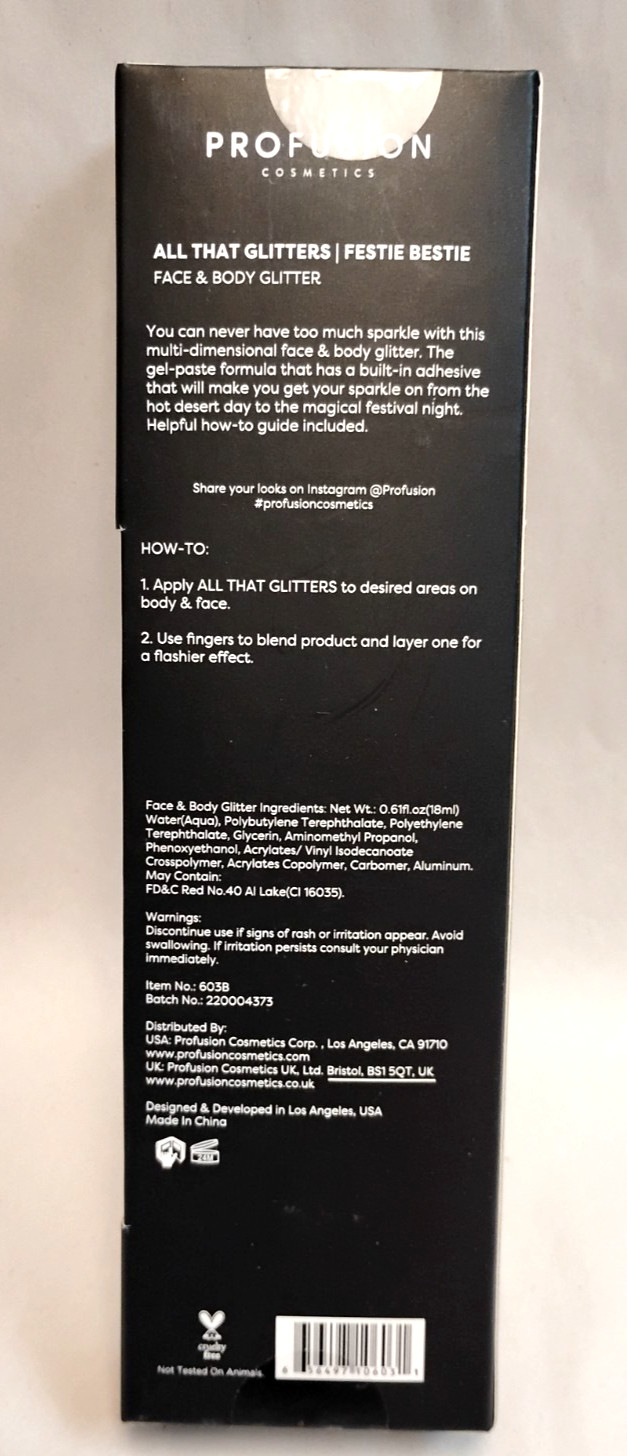 PROFUSION
COSMETICS
ALL THAT GLITTERS | FESTIE BESTIE
FACE & BODY GLITTER
You can never have too much sparkle with this
multi-dimensional face & body glitter. The
gel-paste formula that has a built-in adhesive
that will make you get your sparkle on from the
hot desert day to the magical festival night.
Helpful how-to guide included.
Share your looks on Instagram @Profusion
#profusioncosmetics
HOW-TO:
1. Apply ALL THAT GLITTERS to desired areas on
body & face.
2. Use fingers to blend product and layer one for
a flashier effect.
Face & Body Glitter Ingredients: Net Wt.: 0.61fl.oz(18ml)
Water(Aqua), Polybutylene Terephthalate, Polyethylene
Terephthalate, Glycerin, Aminomethyl Propanol,
Phenoxyethanol, Acrylates/ Vinyl Isodecanoate
Crosspolymer, Acrylates Copolymer, Carbomer, Aluminum.
May Contain:
FD&C Red No.40 Al Lake(CI 16035).
Warnings:
Discontinue use if signs of rash or irritation appear. Avoid
swallowing. If irritation persists consult your physician
immediately.
Item No.: 603B
Batch No.: 220004373
Distributed By:
USA: Profusion Cosmetics Corp. , Los Angeles, CA 91710
www.profusioncosmetics.com
UK: Profusion Cosmetics UK, Ltd. Bristol, BS1 5QT, UK
www.profusioncosmetics.co.uk
Designed & Developed in Los Angeles, USA
Made In China
24M
cruelty
free
Not Tested On Animals